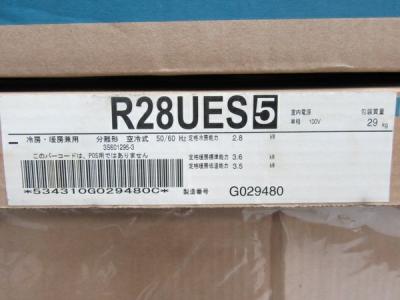 R28UES5
室内電源
単相 100V
包装質量
29 kg
冷房・暖房兼用 分離形 空冷式 50/60 Hz 定格冷房能力 2.8 kW
3S601295-3
このバーコードは、POS用ではありません
定格暖房標準能力 3.6 kW
定格暖房低温能力 3.5 kW
*534310G029480C*
製造番号 G029480